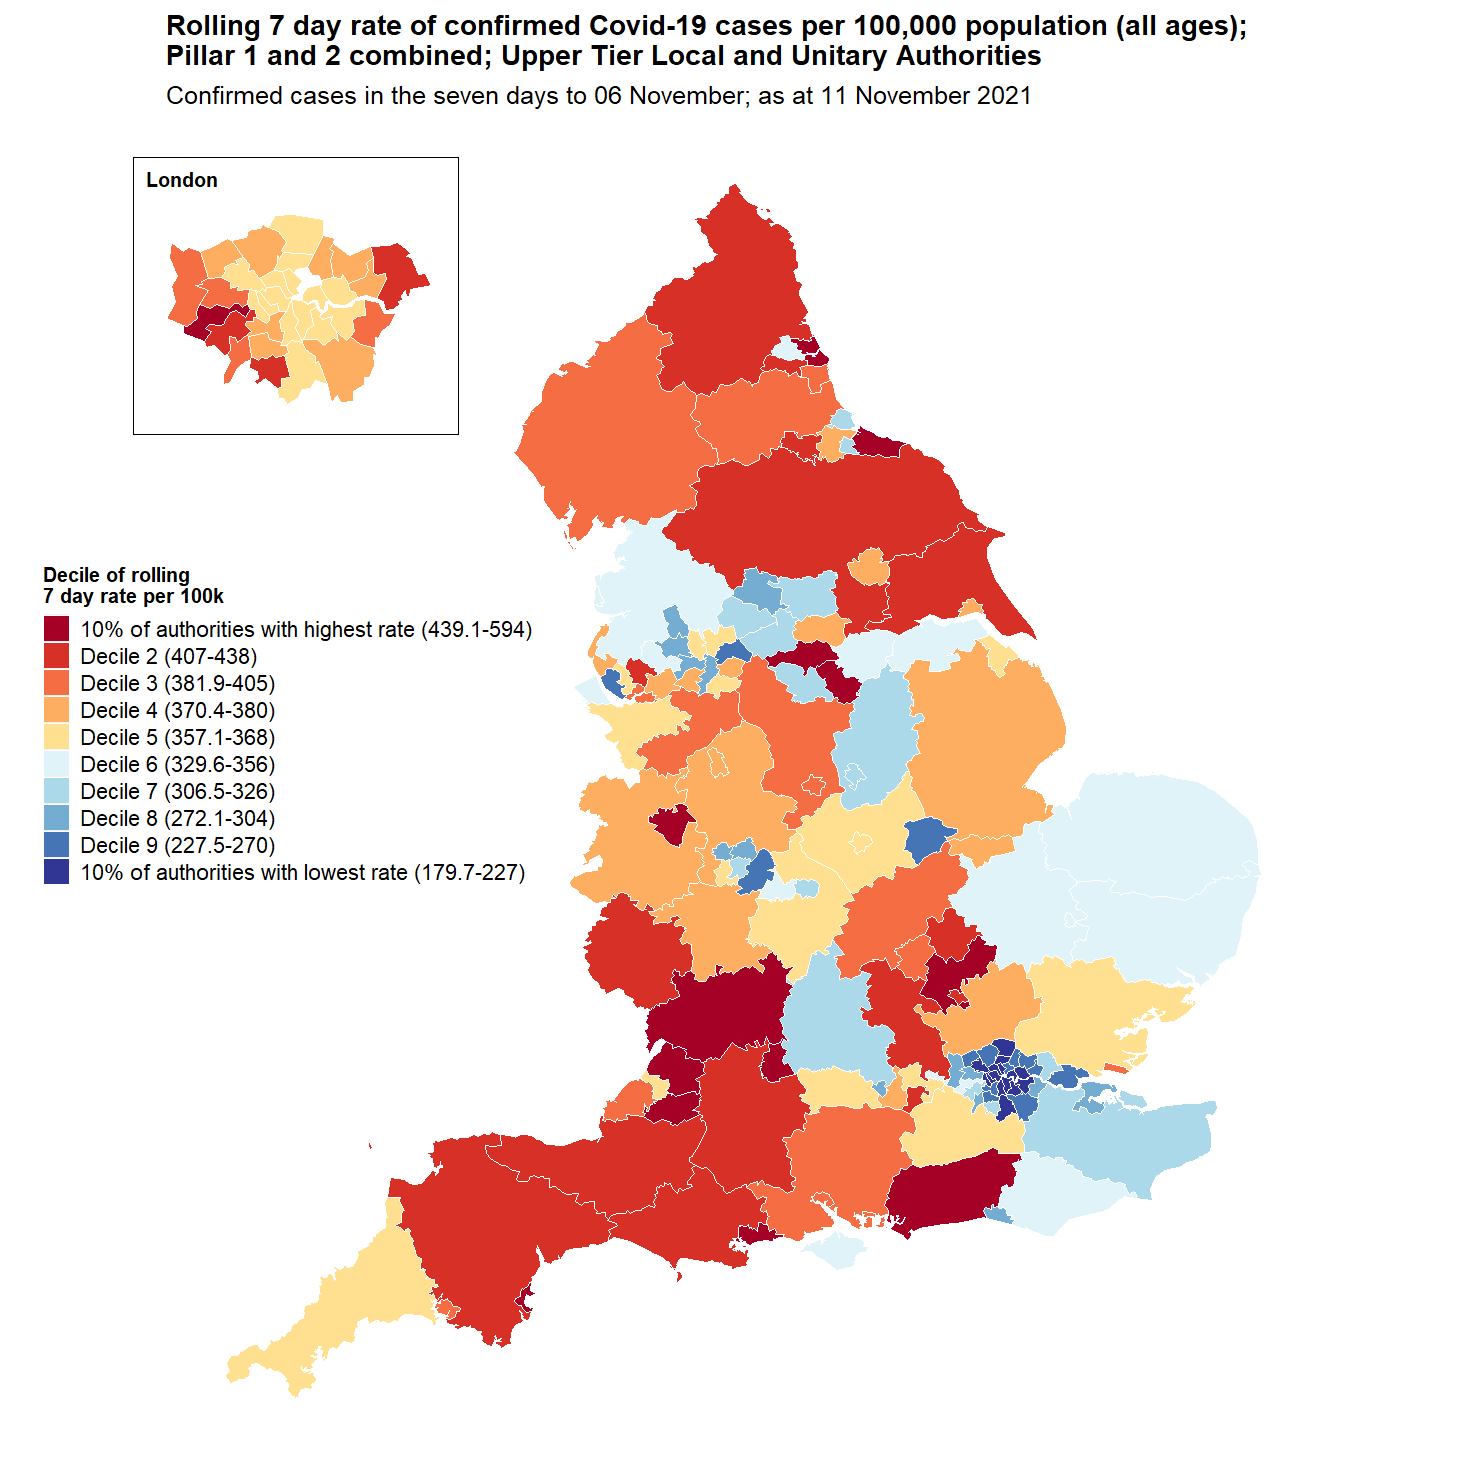 Rolling 7 day rate of confirmed Covid-19 cases per 100,000 population (all ages);
Pillar 1 and 2 combined; Upper Tier Local and Unitary Authorities
Confirmed cases in the seven days to 06 November; as at 11 November 2021
London
Decile of rolling
7 day rate per 100k
10% of authorities with highest rate (439.1-594)
Decile 2 (407-438)
Decile 3 (381.9-405)
Decile 4 (370.4-380)
Decile 5 (357.1-368)
Decile 6 (329.6-356)
Decile 7 (306.5-326)
Decile 8 (272.1-304)
Decile 9 (227.5-270)
10% of authorities with lowest rate (179.7-227)